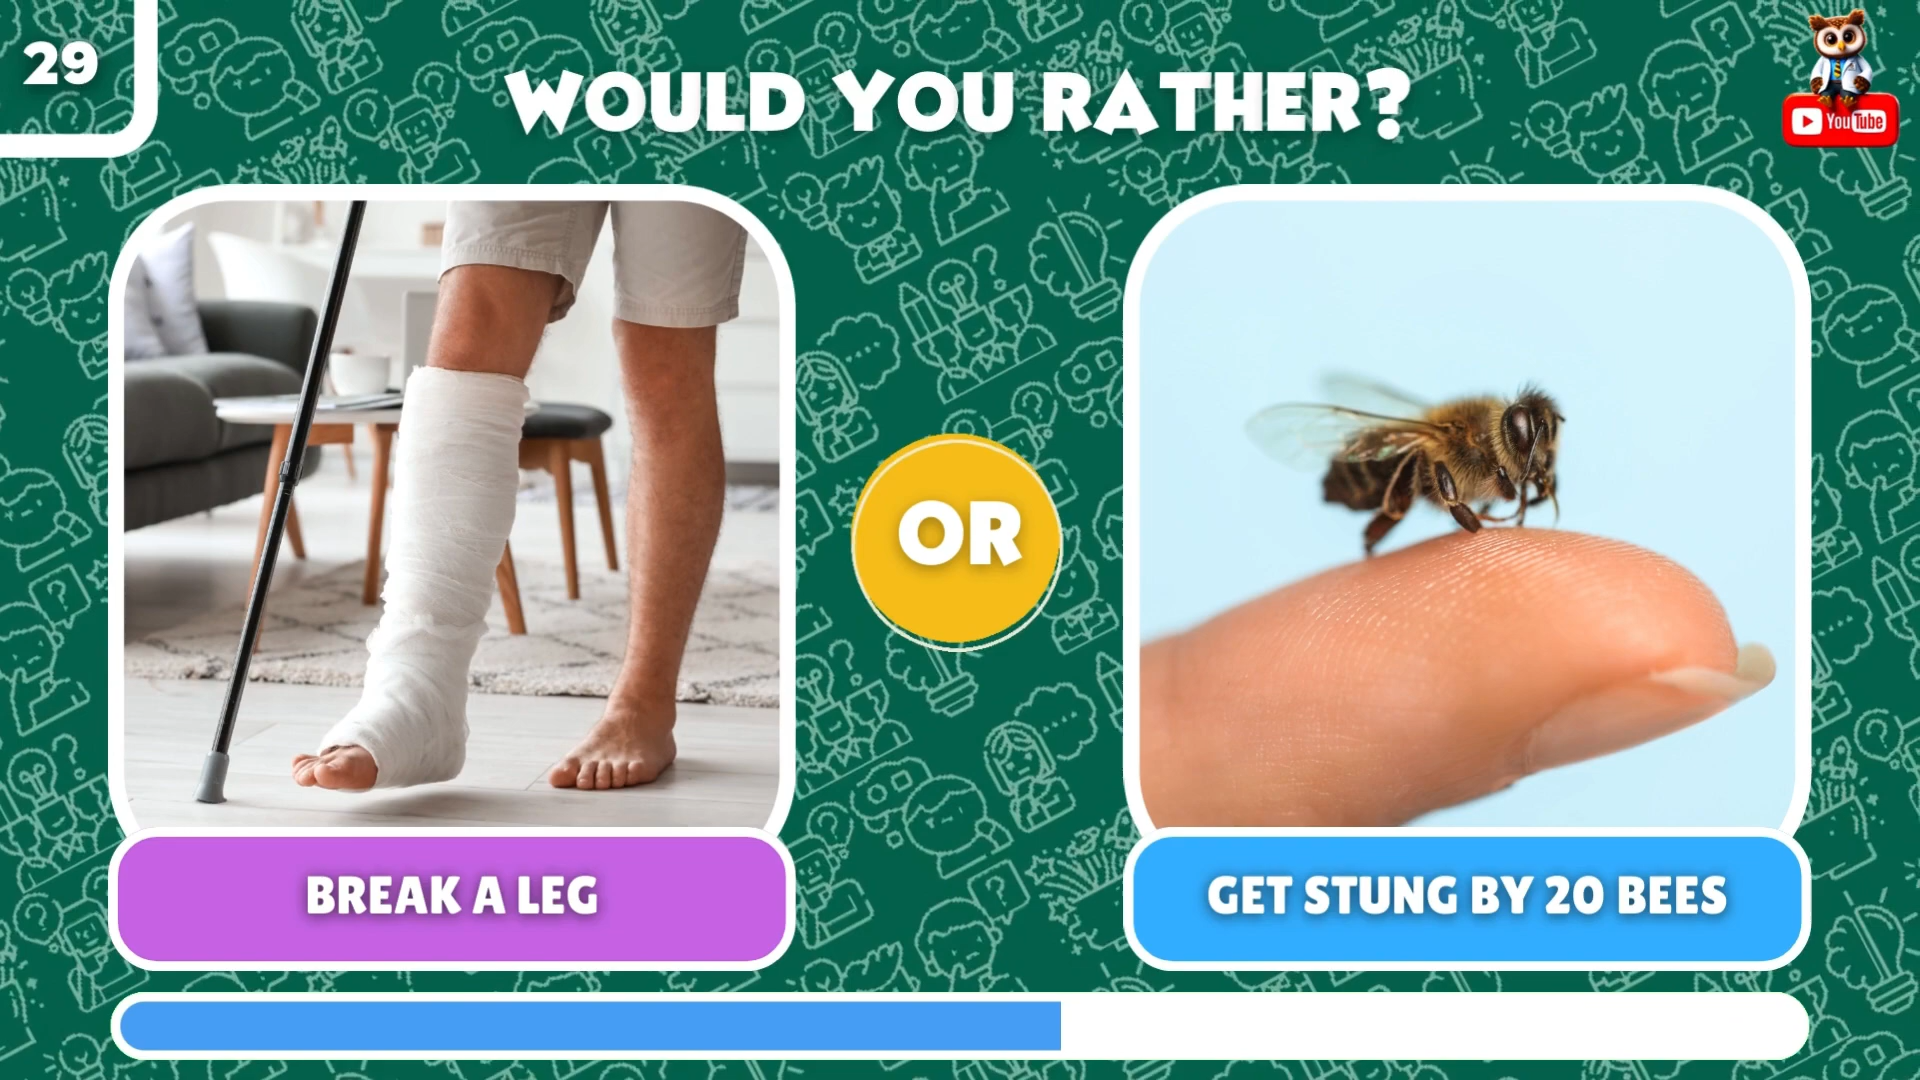 29
WOULD YOU RATHER?
YouTube
OR
BREAK A LEG
GET STUNG BY 20 BEES